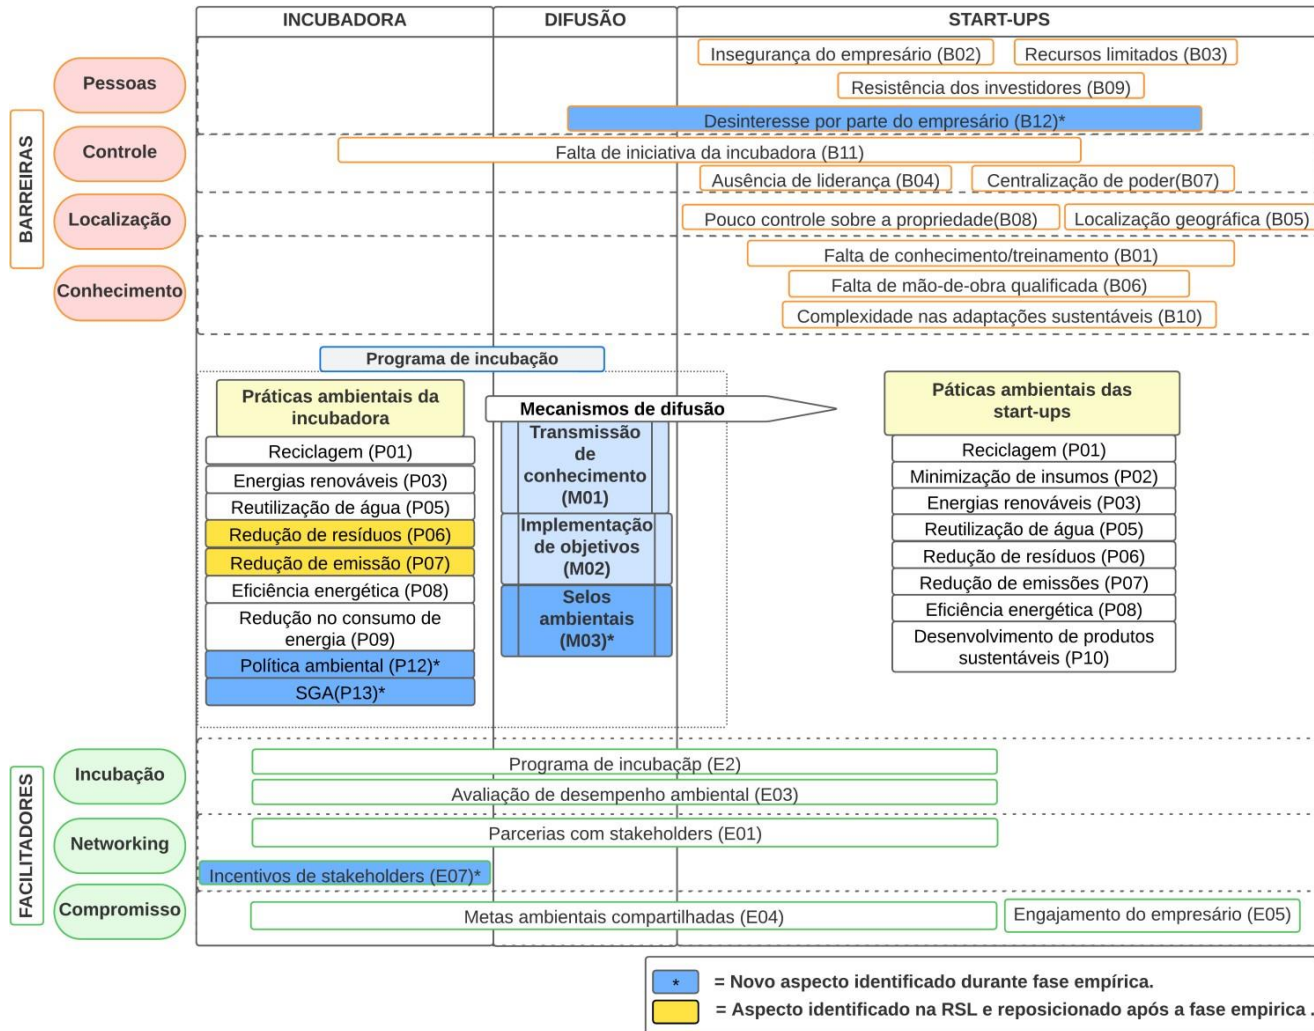 INCUBADORA
DIFUSÃO
START-UPS
BARREIRAS
Pessoas
Insegurança do empresário (B02)
Recursos limitados (B03)
Resistência dos investidores (B09)
Desinteresse por parte do empresário (B12)*
Controle
Falta de iniciativa da incubadora (B11)
Ausência de liderança (B04)
Centralização de poder(B07)
Localização
Pouco controle sobre a propriedade(B08)
Localização geográfica (B05)
Conhecimento
Falta de conhecimento/treinamento (B01)
Falta de mão-de-obra qualificada (B06)
Complexidade nas adaptações sustentáveis (B10)
Programa de incubação
Práticas ambientais da
incubadora
Reciclagem (P01)
Energias renováveis (P03)
Reutilização de água (P05)
Redução de resíduos (P06)
Redução de emissão (P07)
Eficiência energética (P08)
Redução no consumo de
energia (P09)
Política ambiental (P12)*
SGA(P13)*
Mecanismos de difusão
Transmissão
de
conhecimento
(M01)
Implementação
de objetivos
(M02)
Selos
ambientais
(M03)*
Páticas ambientais das
start-ups
Reciclagem (P01)
Minimização de insumos (P02)
Energias renováveis (P03)
Reutilização de água (P05)
Redução de resíduos (P06)
Redução de emissões (P07)
Eficiência energética (P08)
Desenvolvimento de produtos
sustentáveis (P10)
FACILITADORES
Incubação
Programa de incubaçãp (E2)
Avaliação de desempenho ambiental (E03)
Networking
Parcerias com stakeholders (E01)
Incentivos de stakeholders (E07)*
Compromisso
Metas ambientais compartilhadas (E04)
Engajamento do empresário (E05)
* = Novo aspecto identificado durante fase empírica.
= Aspecto identificado na RSL e reposicionado após a fase empirica .